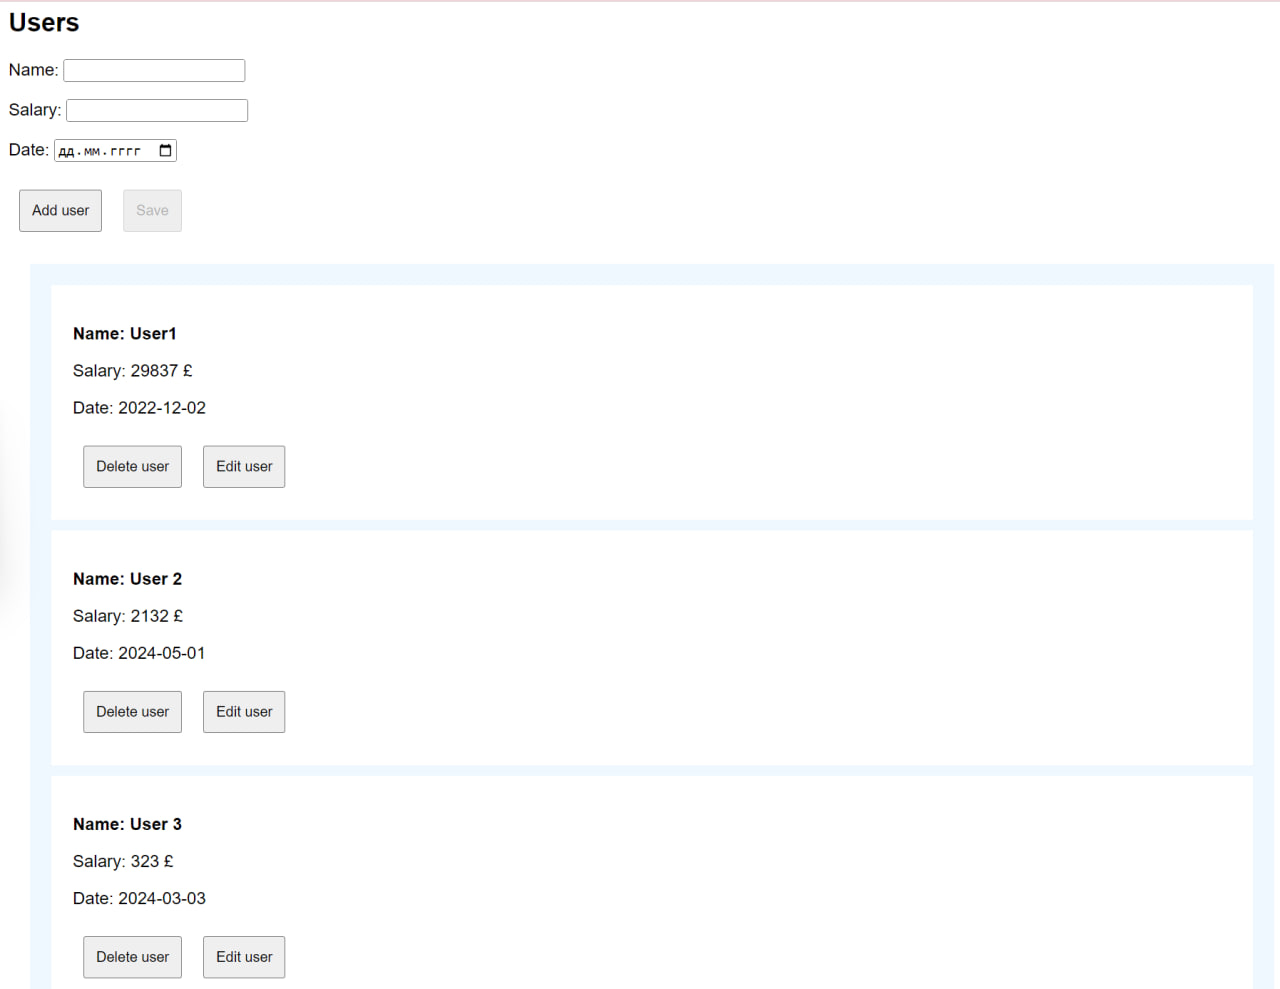 Users
Name:
Salary:
Date: дд.мм.гггг
Add user Save
Name: User1
Salary: 29837 £
Date: 2022-12-02
Delete user Edit user
Name: User 2
Salary: 2132 £
Date: 2024-05-01
Delete user Edit user
Name: User 3
Salary: 323 £
Date: 2024-03-03
Delete user Edit user